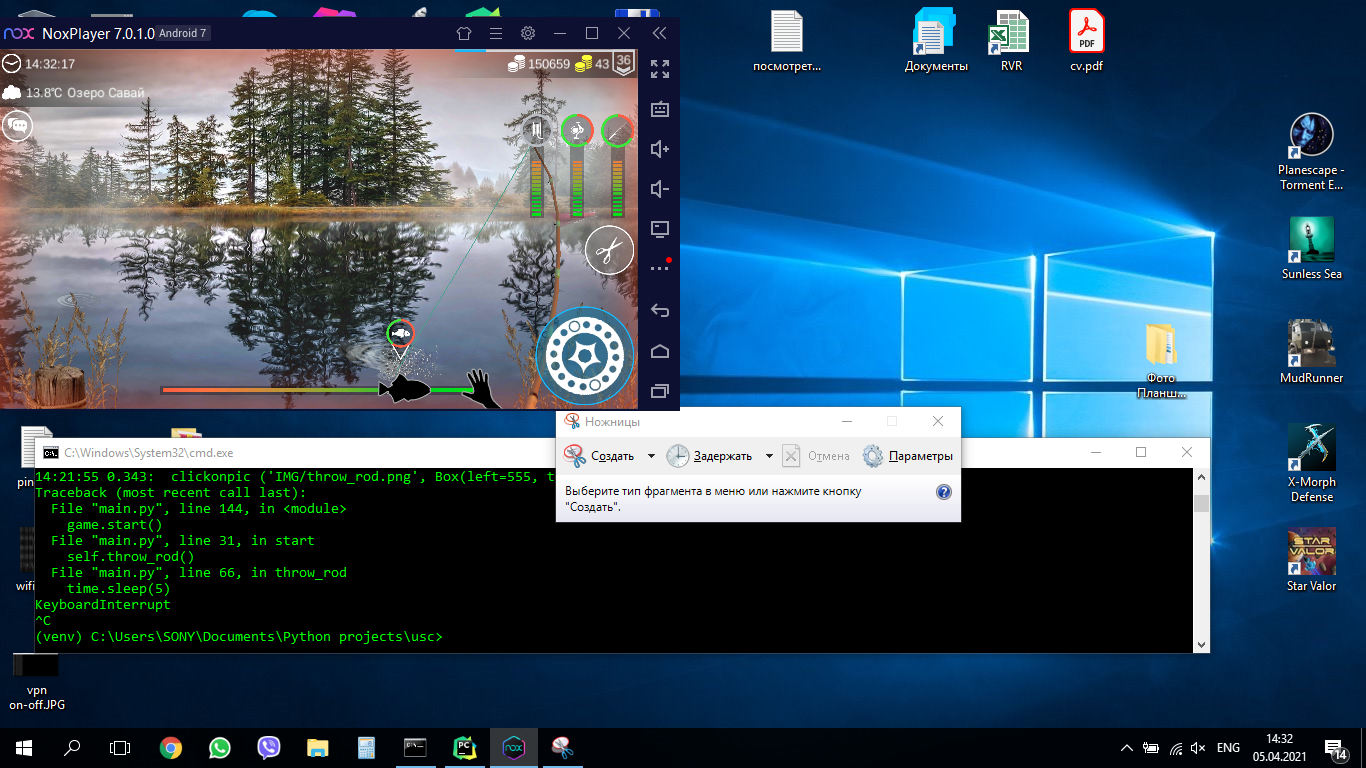 nox NoxPlayer 7.0.1.0 Android 7
14:32:17
150659 43 36
13.8°C Озеро Савай
посмотрет...
Документы
RVR
PDF
cv.pdf
Planescape -
Torment E...
Sunless Sea
Фото
Планш...
MudRunner
X-Morph
Defense
STAR
VALOR
Star Valor
Ножницы
Создать
Задержать
Отмена
Параметры
Выберите тип фрагмента в меню или нажмите кнопку
"Создать".
pin
wifi
C:\Windows\System32\cmd.exe
14:21:55 0.343: clickonpic ('IMG/throw_rod.png', Box(left=555, t
Traceback (most recent call last):
File "main.py", line 144, in <module>
game.start()
File "main.py", line 31, in start
self.throw_rod()
File "main.py", line 66, in throw_rod
time.sleep(5)
KeyboardInterrupt
^C
(venv) C:\Users\SONY\Documents\Python projects\usc>
vpn
on-off.JPG
PC
nox
ENG
14:32
05.04.2021
14